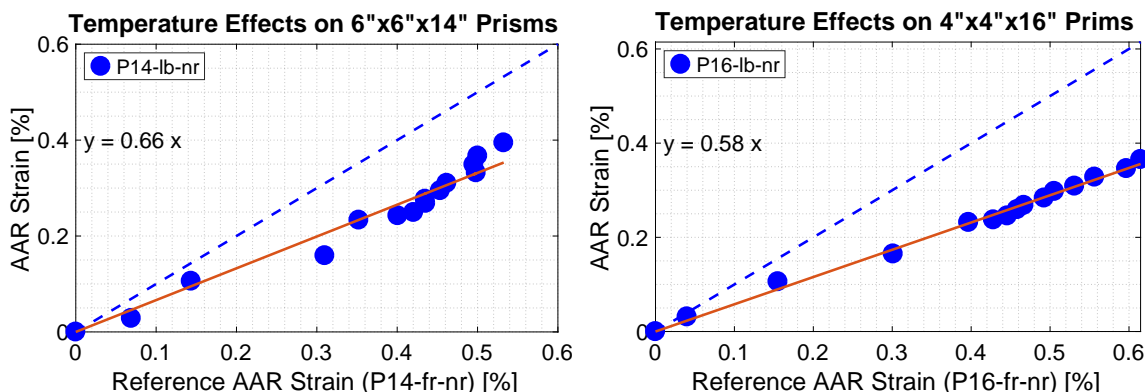 Temperature Effects on 6"x6"x14" Prisms
P14-lb-nr
y = 0.66 x
AAR Strain [%]
0.6
0.4
0.2
0
0
0.1
0.2
0.3
0.4
0.5
0.6
Reference AAR Strain (P14-fr-nr) [%]
Temperature Effects on 4"x4"x16" Prims
P16-lb-nr
y = 0.58 x
AAR Strain [%]
0.6
0.4
0.2
0
0
0.1
0.2
0.3
0.4
0.5
0.6
Reference AAR Strain (P16-fr-nr) [%]